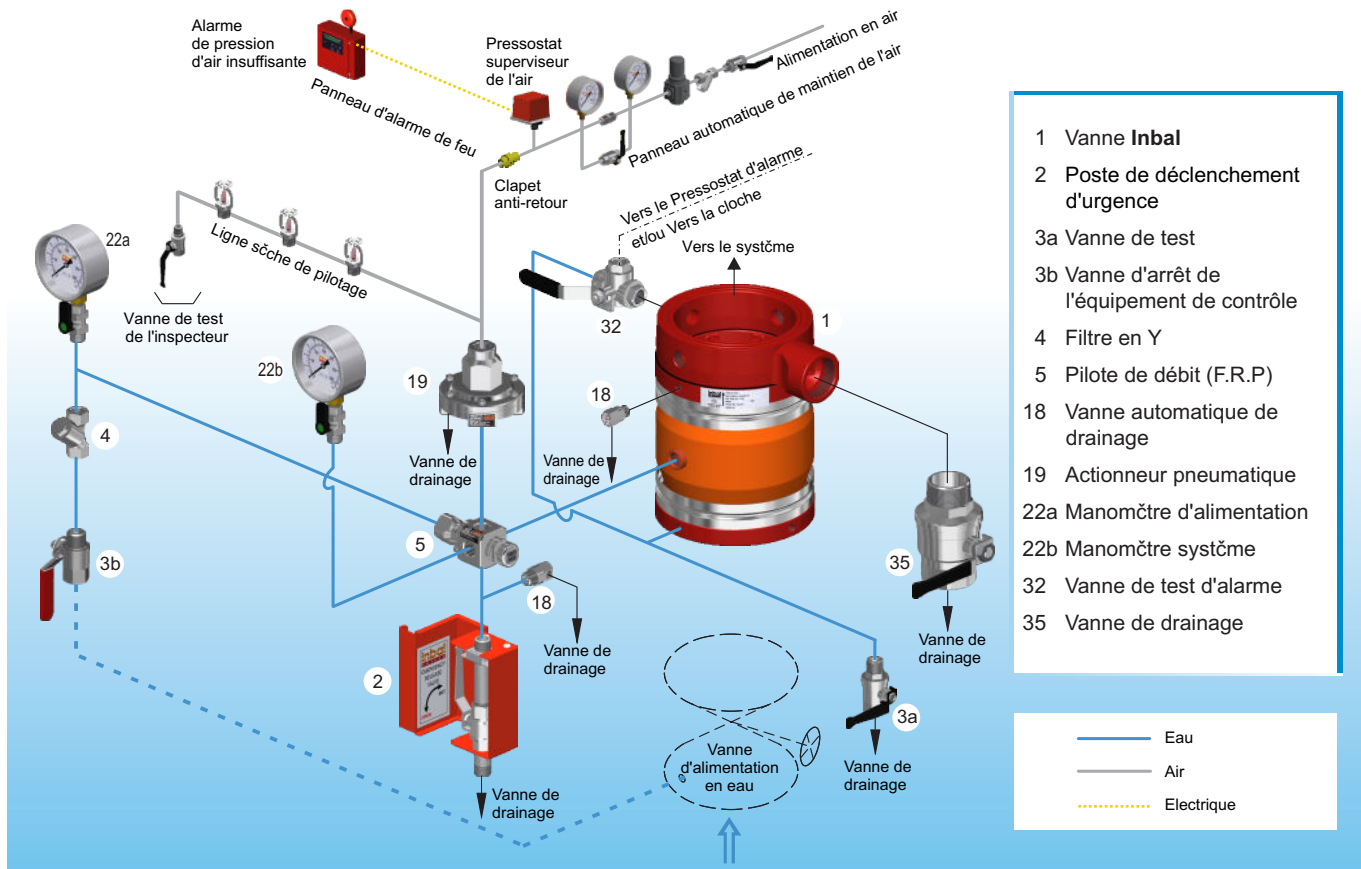 Alarme
de pression
d'air insuffisante
Panneau d'alarme de feu
Pressostat
superviseur
de l'air
Alimentation en air
Panneau automatique de maintien de l'air
Clapet
anti-retour
Vers le Pressostat d'alarme
et/ou Vers la cloche
Vers le systčme
22a
Ligne sčche de pilotage
Vanne de test
de l'inspecteur
22b
19
32
1
18
4
Vanne de
drainage
Vanne de
drainage
5
3b
18
35
Vanne de
drainage
Vanne de
drainage
2
inbal
EMERGENCY
RELEASE
3a
Vanne
d'alimentation
en eau
Vanne de
drainage
Vanne de
drainage
1 Vanne Inbal
2 Poste de déclenchement
d'urgence
3a Vanne de test
3b Vanne d'arrêt de
l'équipement de contrôle
4 Filtre en Y
5 Pilote de débit (F.R.P)
18 Vanne automatique de
drainage
19 Actionneur pneumatique
22a Manomčtre d'alimentation
22b Manomčtre systčme
32 Vanne de test d'alarme
35 Vanne de drainage
Eau
Air
Electrique